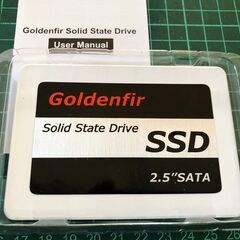 Goldenfir Solid State Drive
User Manual
Goldenfir
Solid State Drive
SSD
2.5"SATA